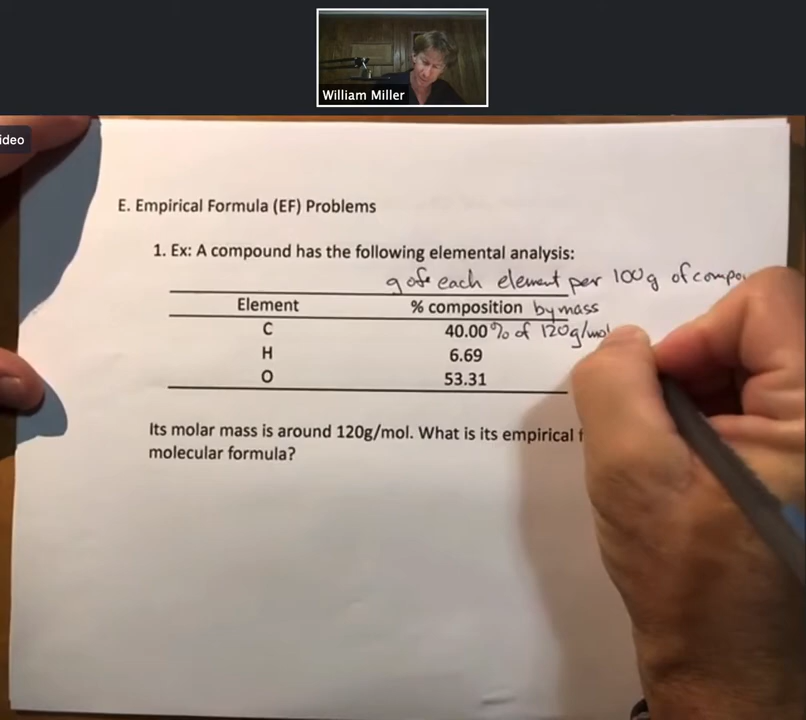 William Miller
ideo
E. Empirical Formula (EF) Problems
1. Ex: A compound has the following elemental analysis:
g of each element per 100g of compo
Element % composition by mass
C 40.00 % of 120g/mol
H 6.69
O 53.31
Its molar mass is around 120g/mol. What is its empirical f
molecular formula?